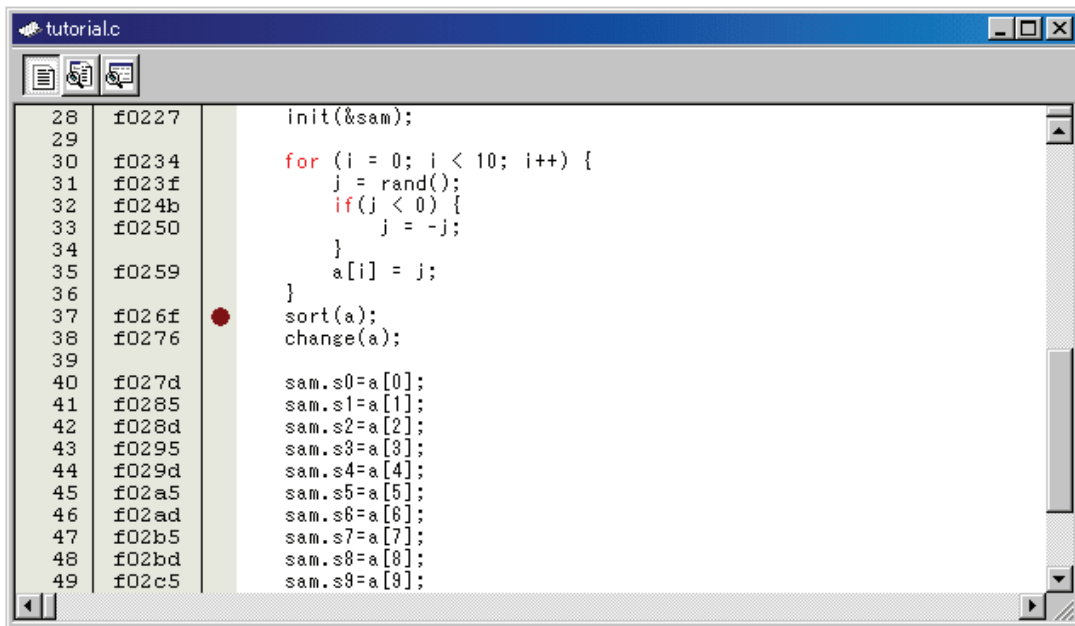 tutorial.c
28 f0227 init(&sam);
29
30 f0234 for (i = 0; i < 10; i++) {
31 f023f j = rand();
32 f024b if(j < 0) {
33 f0250 j = -j;
34 }
35 f0259 a[i] = j;
36 }
37 f026f sort(a);
38 f0276 change(a);
39
40 f027d sam.s0=a[0];
41 f0285 sam.s1=a[1];
42 f028d sam.s2=a[2];
43 f0295 sam.s3=a[3];
44 f029d sam.s4=a[4];
45 f02a5 sam.s5=a[5];
46 f02ad sam.s6=a[6];
47 f02b5 sam.s7=a[7];
48 f02bd sam.s8=a[8];
49 f02c5 sam.s9=a[9];